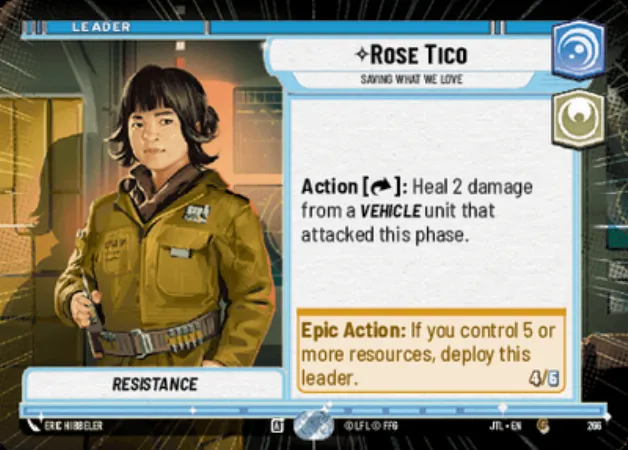 LEADER
✧ROSE TICO
SAVING WHAT WE LOVE
Action [↷]: Heal 2 damage
from a VEHICLE unit that
attacked this phase.
Epic Action: If you control 5 or
more resources, deploy this
leader.
4/6
RESISTANCE
ERIC HIBBELER
A
© LFL © FFG
JTL • EN
266